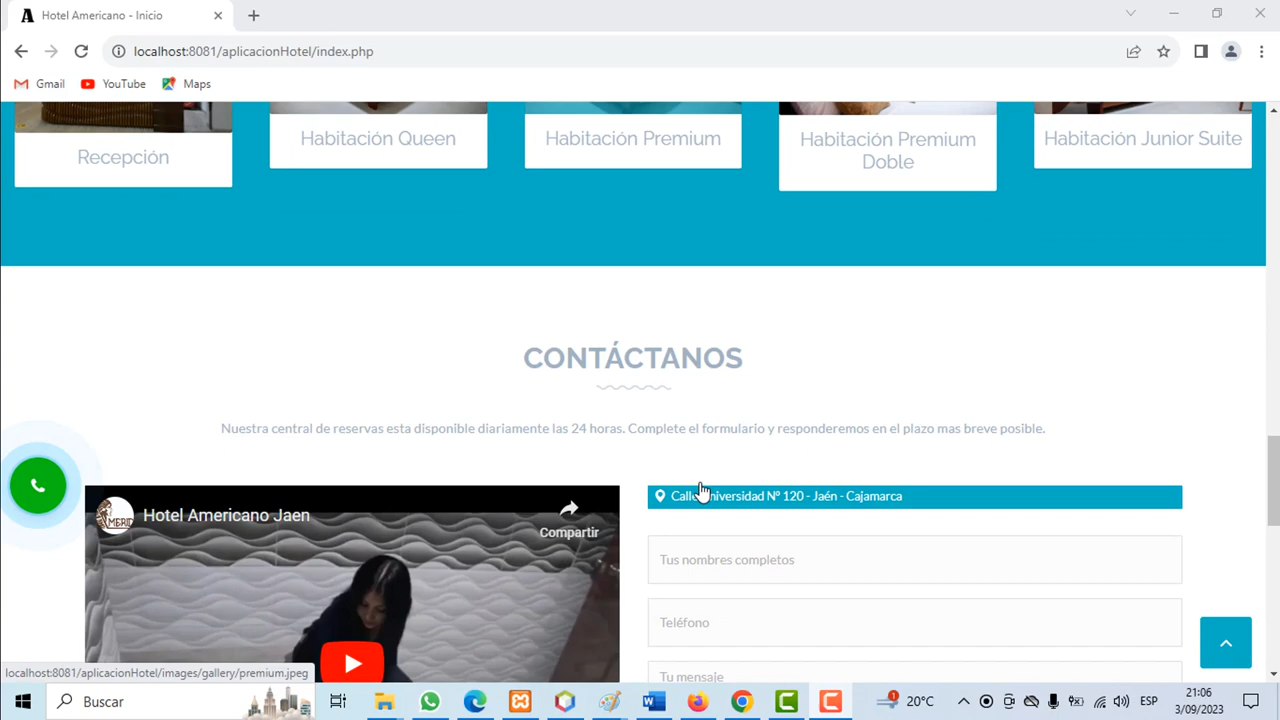 Hotel Americano - Inicio
localhost:8081/aplicacionHotel/index.php
Gmail
YouTube
Maps
Recepción
Habitación Queen
Habitación Premium
Habitación Premium
Doble
Habitación Junior Suite
CONTÁCTANOS
Nuestra central de reservas esta disponible diariamente las 24 horas. Complete el formulario y responderemos en el plazo mas breve posible.
Hotel Americano Jaen
Compartir
Calle Universidad Nº 120 - Jaén - Cajamarca
Tus nombres completos
Teléfono
Tu mensaje
localhost:8081/aplicacionHotel/images/gallery/premium.jpeg
Buscar
1
20°C
ESP
21:06
3/09/2023